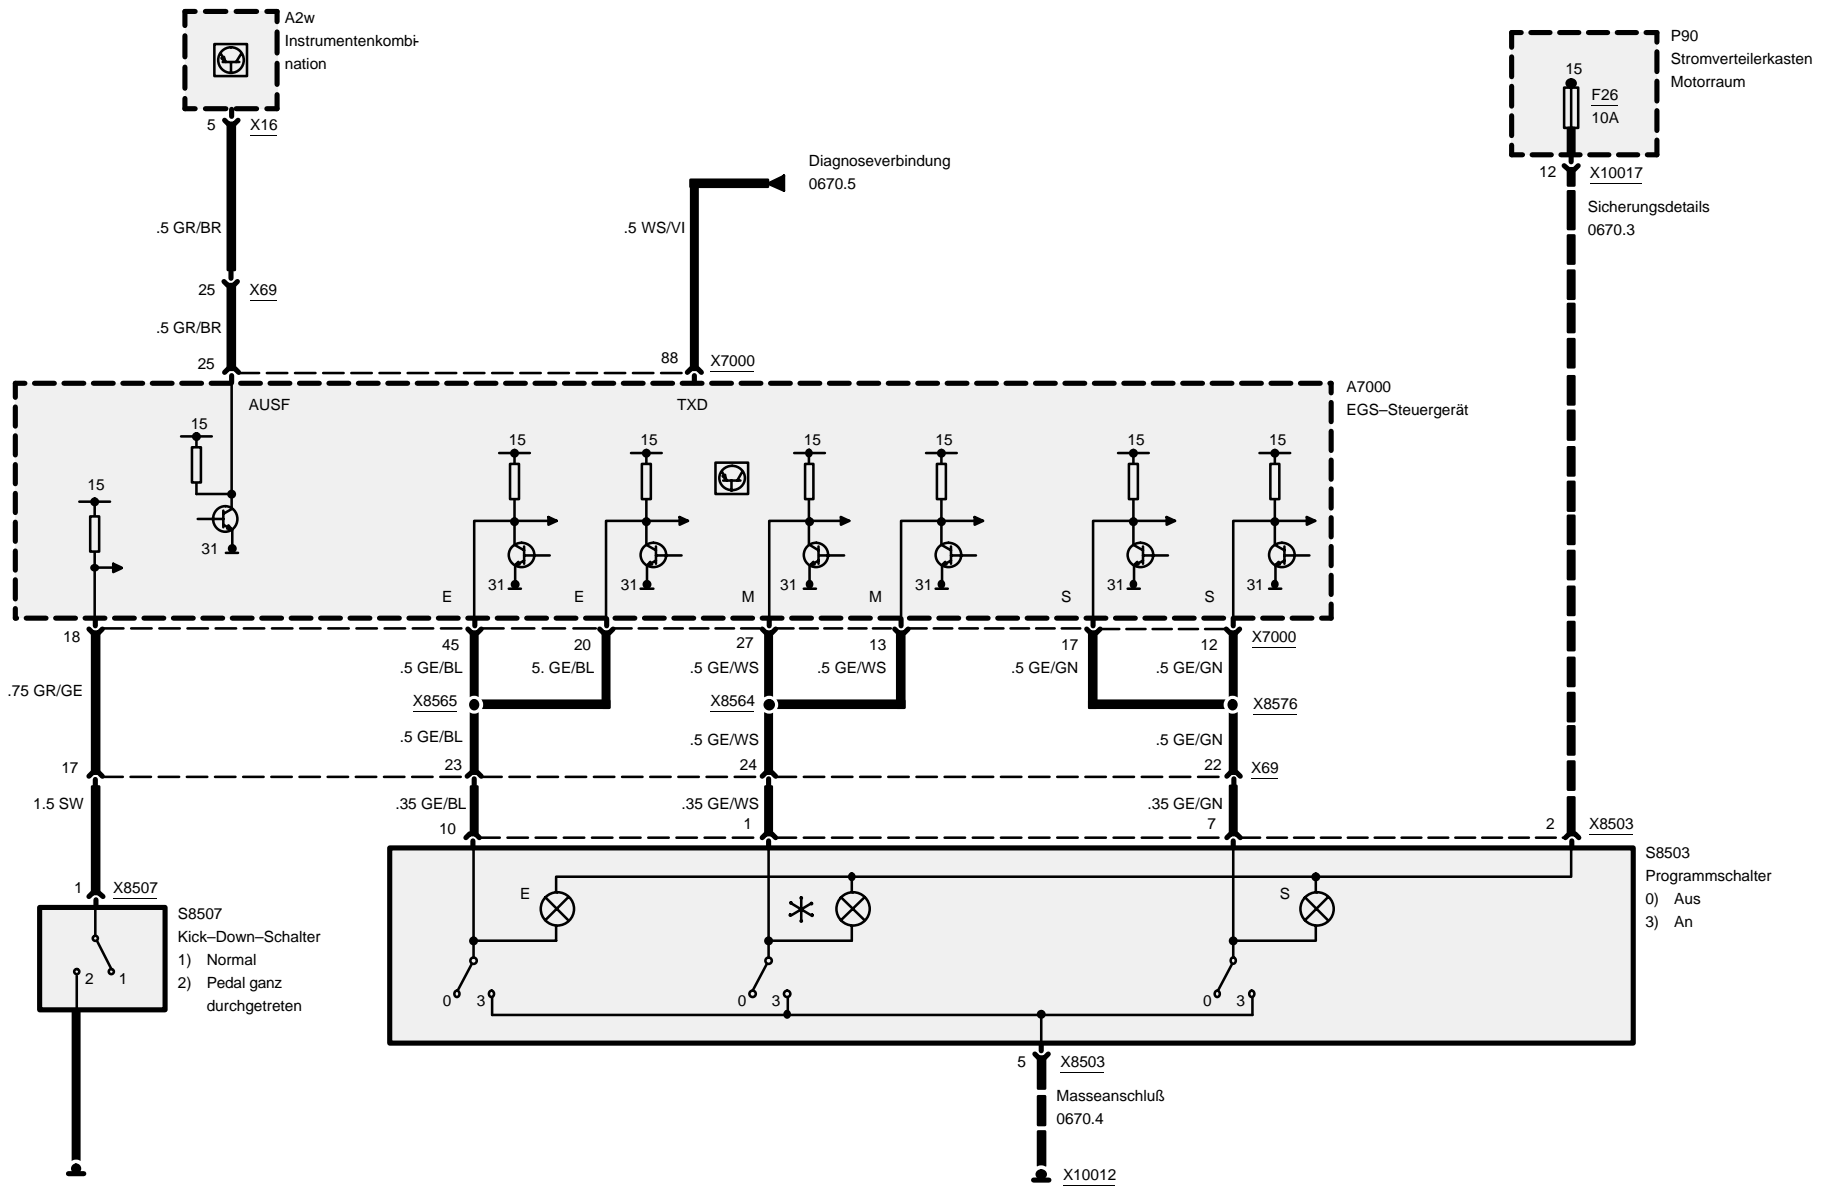 A2w
Instrumentenkombi-
nation
P90
Stromverteilerkasten
Motorraum
15
F26
10A
5 X16
12 X10017
Diagnoseverbindung
0670.5
Sicherungsdetails
0670.3
.5 GR/BR
.5 WS/VI
25 X69
.5 GR/BR
25
88 X7000
A7000
EGS–Steuergerät
AUSF
TXD
15
15
15
15
15
15
15
15
31
31
31
31
31
31
31
E
E
M
M
S
S
18
45
20
27
13
17
12
X7000
.5 GE/BL
5. GE/BL
.5 GE/WS
.5 GE/WS
.5 GE/GN
.5 GE/GN
.75 GR/GE
X8565
X8564
X8576
.5 GE/BL
.5 GE/WS
.5 GE/GN
17
23
24
22
X69
1.5 SW
.35 GE/BL
.35 GE/WS
.35 GE/GN
10
1
7
2
X8503
S8503
Programmschalter
0) Aus
3) An
1 X8507
S8507
Kick–Down–Schalter
1) Normal
2) Pedal ganz
durchgetreten
2
1
E
S
0
3
0
3
0
3
5 X8503
Masseanschluß
0670.4
X10012